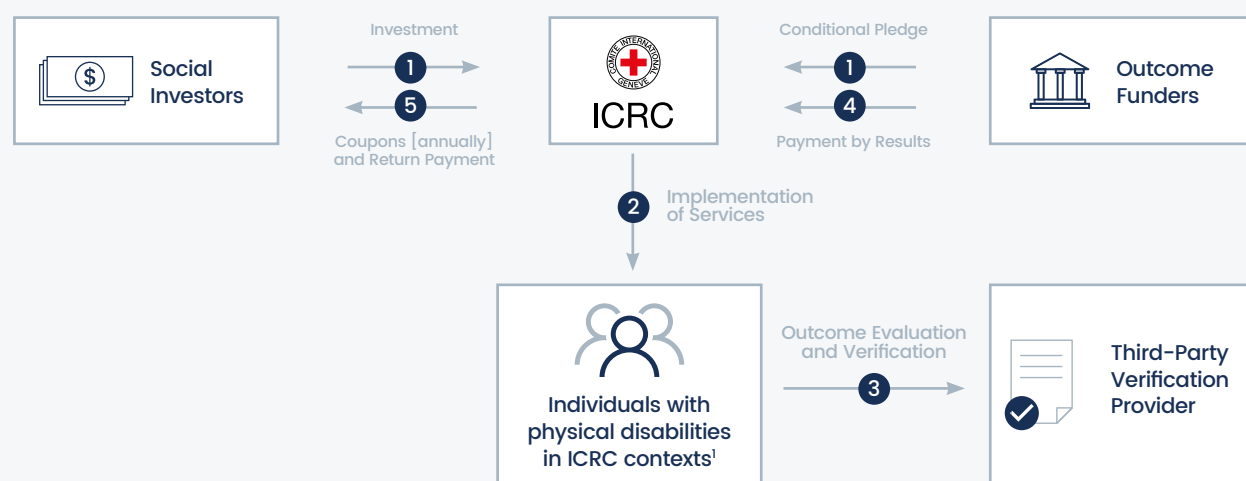 Investment
Conditional Pledge
$
Social
Investors
1
5
COMITE INTERNATIONAL
GENEVE
ICRC
1
4
Outcome
Funders
Coupons [annually]
and Return Payment
Payment by Results
2
Implementation
of Services
Individuals with
physical disabilities
in ICRC contexts¹
Outcome Evaluation
and Verification
3
Third-Party
Verification
Provider